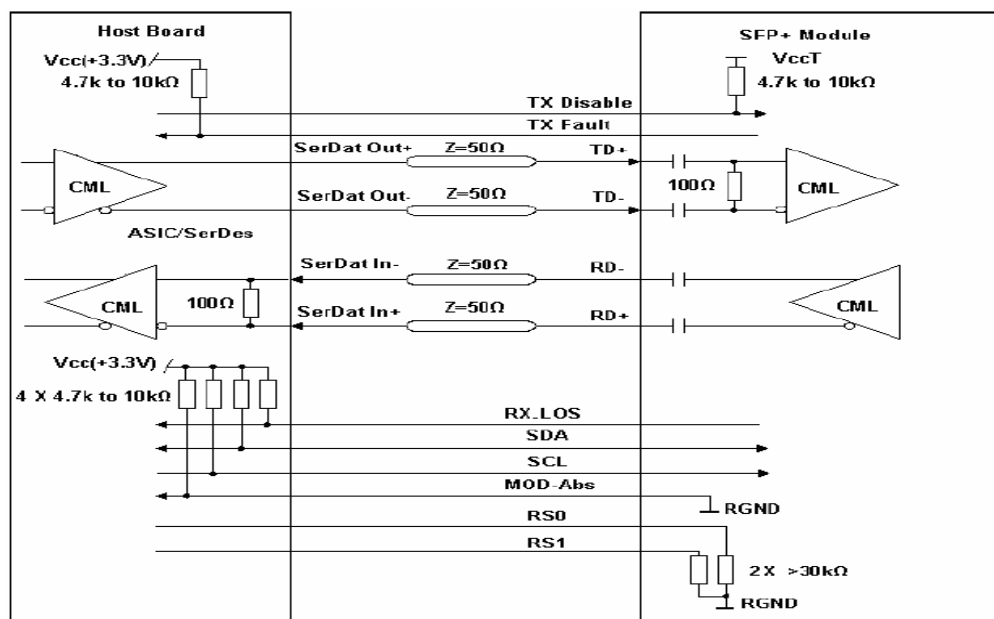 Host Board
SFP+ Module
Vcc(+3.3V)
4.7k to 10kΩ
VccT
4.7k to 10kΩ
TX Disable
TX Fault
SerDat Out+
Z=50Ω
TD+
CML
100Ω
CML
SerDat Out-
Z=50Ω
TD-
ASIC/SerDes
SerDat In-
Z=50Ω
RD-
CML
100Ω
CML
SerDat In+
Z=50Ω
RD+
Vcc(+3.3V)
4 X 4.7k to 10kΩ
RX-LOS
SDA
SCL
MOD-Abs
RGND
RS0
RS1
2X >30kΩ
RGND